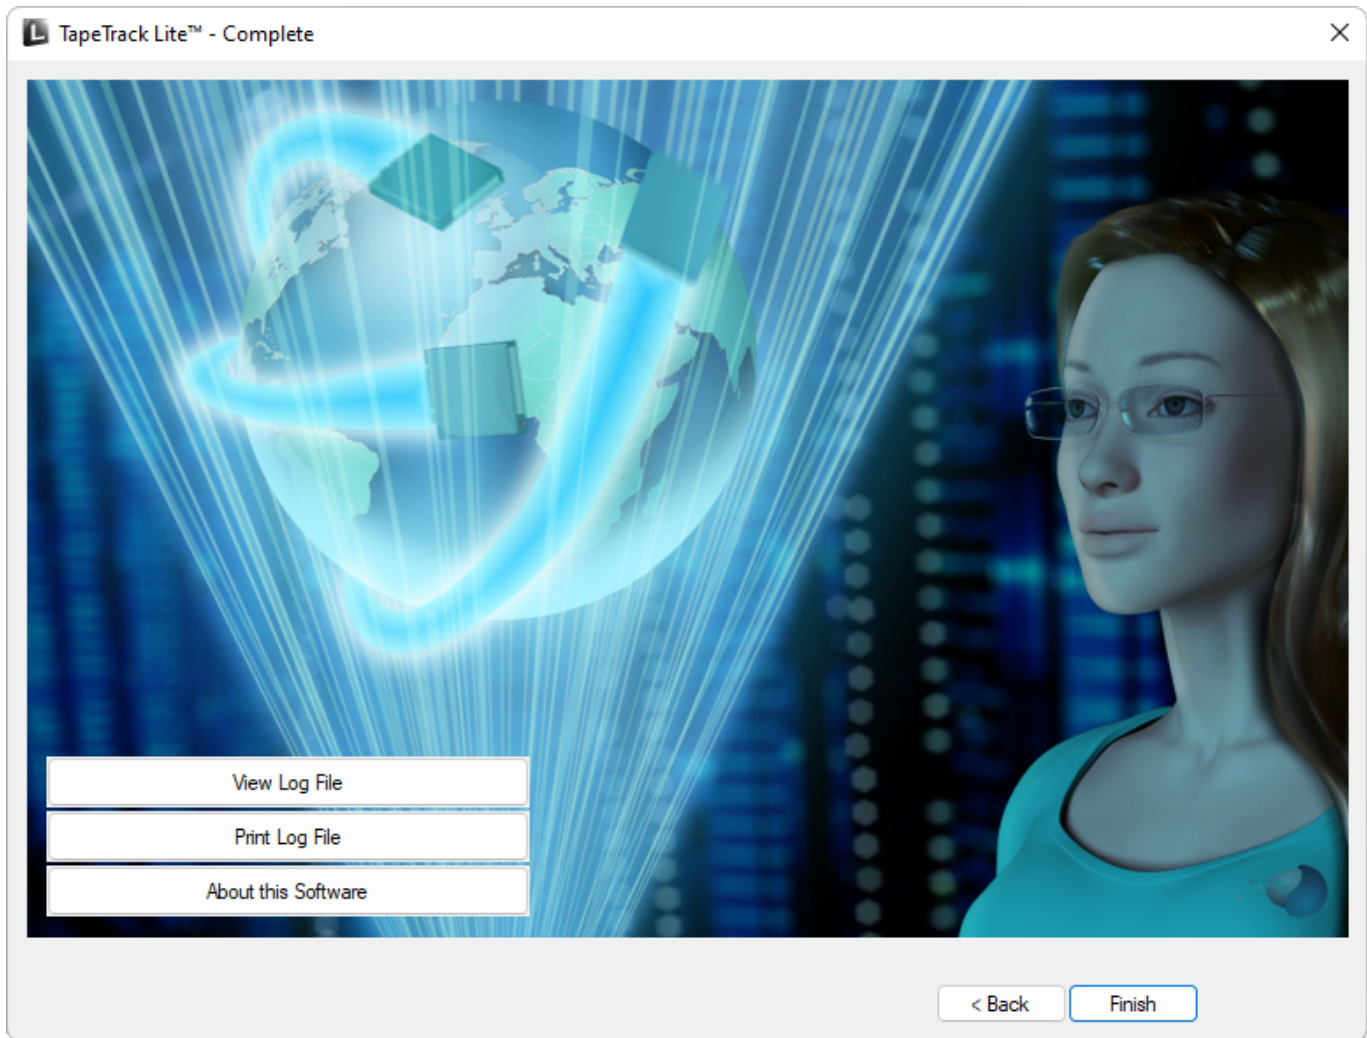 TapeTrack Lite™ - Complete
View Log File
Print Log File
About this Software
< Back
Finish